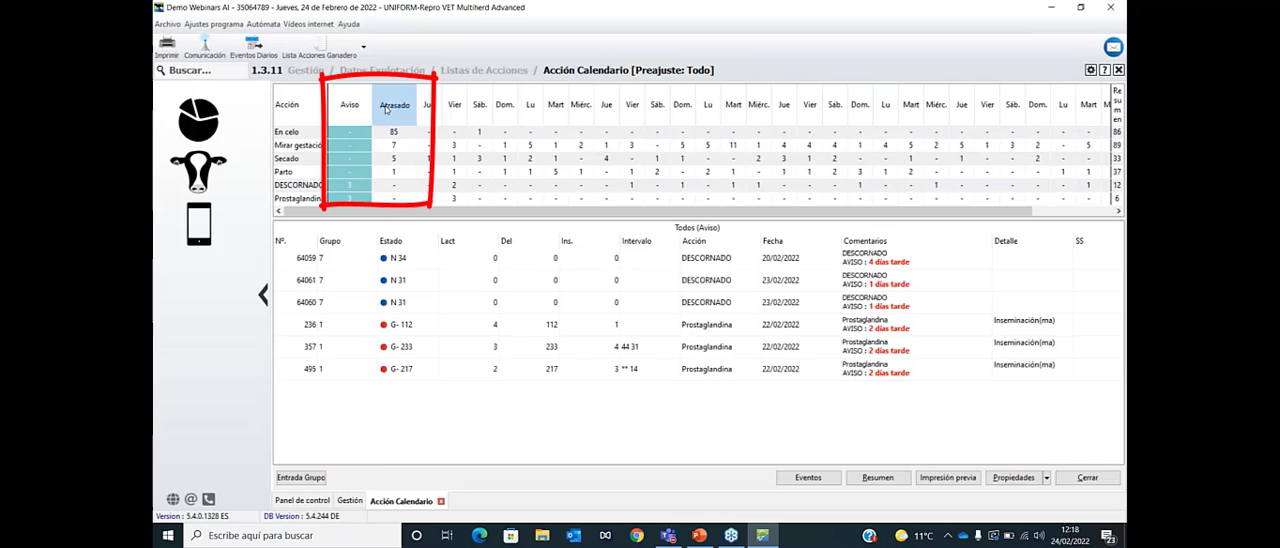 Demo Webinars AI - 35064789 - Jueves, 24 de Febrero de 2022 - UNIFORM-Repro VET Multiherd Advanced
Archivo Ajustes programa Autómata Vídeos internet Ayuda
Imprimir Comunicación Eventos Diarios Lista Acciones Ganadero
Buscar... 1.3.11 Gestión / Datos Explotación / Listas de Acciones / Acción Calendario [Preajuste: Todo]
Acción Aviso Atrasado Vier Sáb. Dom. Lu Mart Miérc. Jue Vier Sáb. Dom. Lu Mart Miérc. Jue Vier Sáb. Dom. Lu Mart Miérc. Jue Vier Sáb. Dom. Lu Mart M Resumen
En celo - 85 - - 1 - - - - - - - - - - - - - - - - - - - - - - - 86
Mirar gestació - 7 - 3 - 1 5 1 2 1 3 - 5 5 11 2 4 4 4 1 4 5 2 5 1 3 2 - 5 89
Secado - 5 1 1 3 1 2 1 - 4 - 1 1 - - 2 3 1 2 - - 1 - 1 - - 2 - - 33
Parto - 1 - 1 - 1 1 5 1 - 1 2 - 2 1 - 1 1 2 3 1 2 - - - - - 1 1 37
DESCORNADO 3 - - 2 - - - - - - 1 - 1 - 1 1 - - - 1 - - 1 - - - - - 1 12
Prostaglandina 3 - 3 - - - - - - - - - - - - - - - - - - - - - - - - 6
Todos (Aviso)
Nº. Grupo Estado Lact Del Ins. Intervalo Acción Fecha Comentarios Detalle SS
64059 7 N 34 0 0 0 DESCORNADO 20/02/2022 DESCORNADO
AVISO : 4 días tarde
64061 7 N 31 0 0 0 DESCORNADO 23/02/2022 DESCORNADO
AVISO : 1 días tarde
64060 7 N 31 0 0 0 DESCORNADO 23/02/2022 DESCORNADO
AVISO : 1 días tarde
236 1 G- 112 4 112 1 Prostaglandina 22/02/2022 Prostaglandina Inseminación(ma)
AVISO : 2 días tarde
357 1 G- 233 3 233 4 44 31 Prostaglandina 22/02/2022 Prostaglandina Inseminación(ma)
AVISO : 2 días tarde
495 1 G- 217 2 217 3 ** 14 Prostaglandina 22/02/2022 Prostaglandina Inseminación(ma)
AVISO : 2 días tarde
Entrada Grupo Eventos Resumen Impresión previa Propiedades Cerrar
Panel de control Gestión Acción Calendario
Version : 5.4.0.1328 ES DB Version : 5.4.244 DE
Escribe aquí para buscar 11°C 12:18
24/02/2022 23